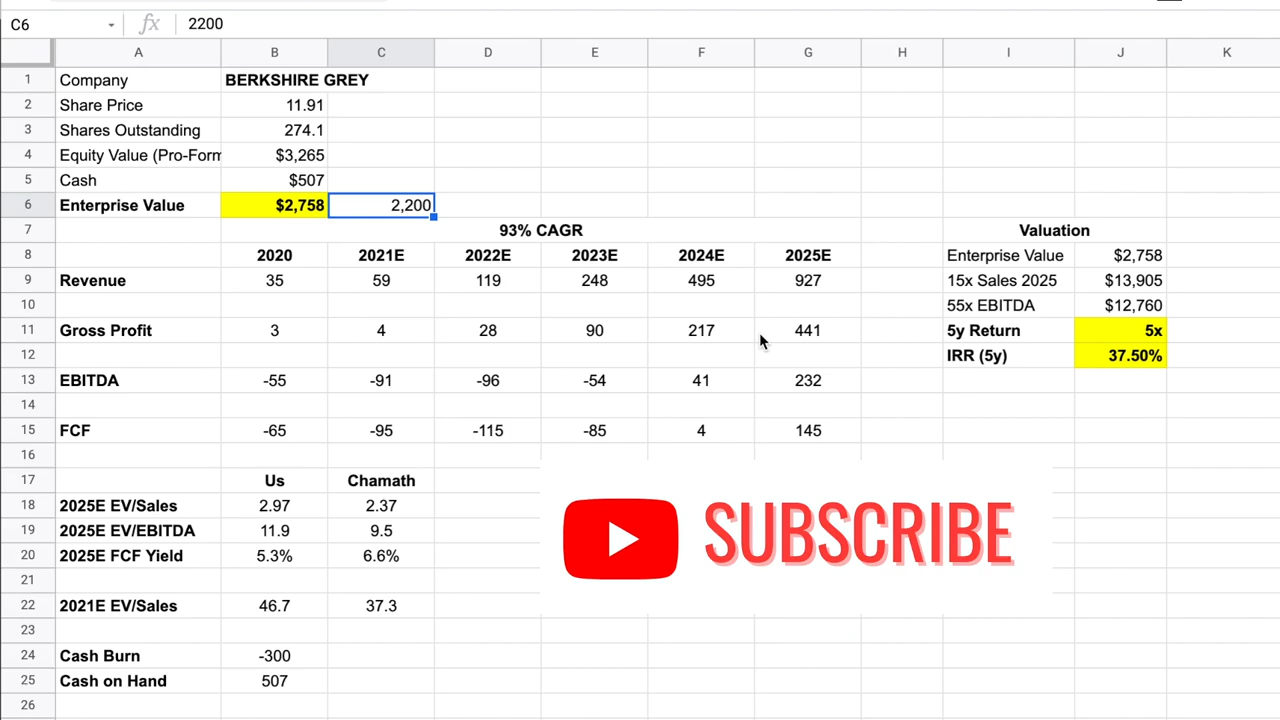 C6 fx 2200
A B C D E F G H I J K
1 Company BERKSHIRE GREY
2 Share Price 11.91
3 Shares Outstanding 274.1
4 Equity Value (Pro-Form $3,265
5 Cash $507
6 Enterprise Value $2,758 2,200
7 93% CAGR Valuation
8 2020 2021E 2022E 2023E 2024E 2025E Enterprise Value $2,758
9 Revenue 35 59 119 248 495 927 15x Sales 2025 $13,905
10 55x EBITDA $12,760
11 Gross Profit 3 4 28 90 217 441 5y Return 5x
12 IRR (5y) 37.50%
13 EBITDA -55 -91 -96 -54 41 232
14
15 FCF -65 -95 -115 -85 4 145
16
17 Us Chamath
18 2025E EV/Sales 2.97 2.37
19 2025E EV/EBITDA 11.9 9.5
20 2025E FCF Yield 5.3% 6.6%
SUBSCRIBE
21
22 2021E EV/Sales 46.7 37.3
23
24 Cash Burn -300
25 Cash on Hand 507
26